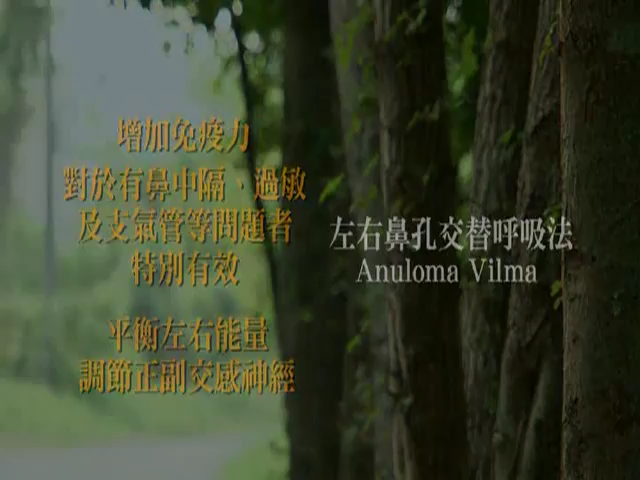 增加免疫力
對於有鼻中隔、過敏
及支氣管等問題者
特別有效
平衡左右能量
調節正副交感神經
左右鼻孔交替呼吸法
Anuloma Vilma